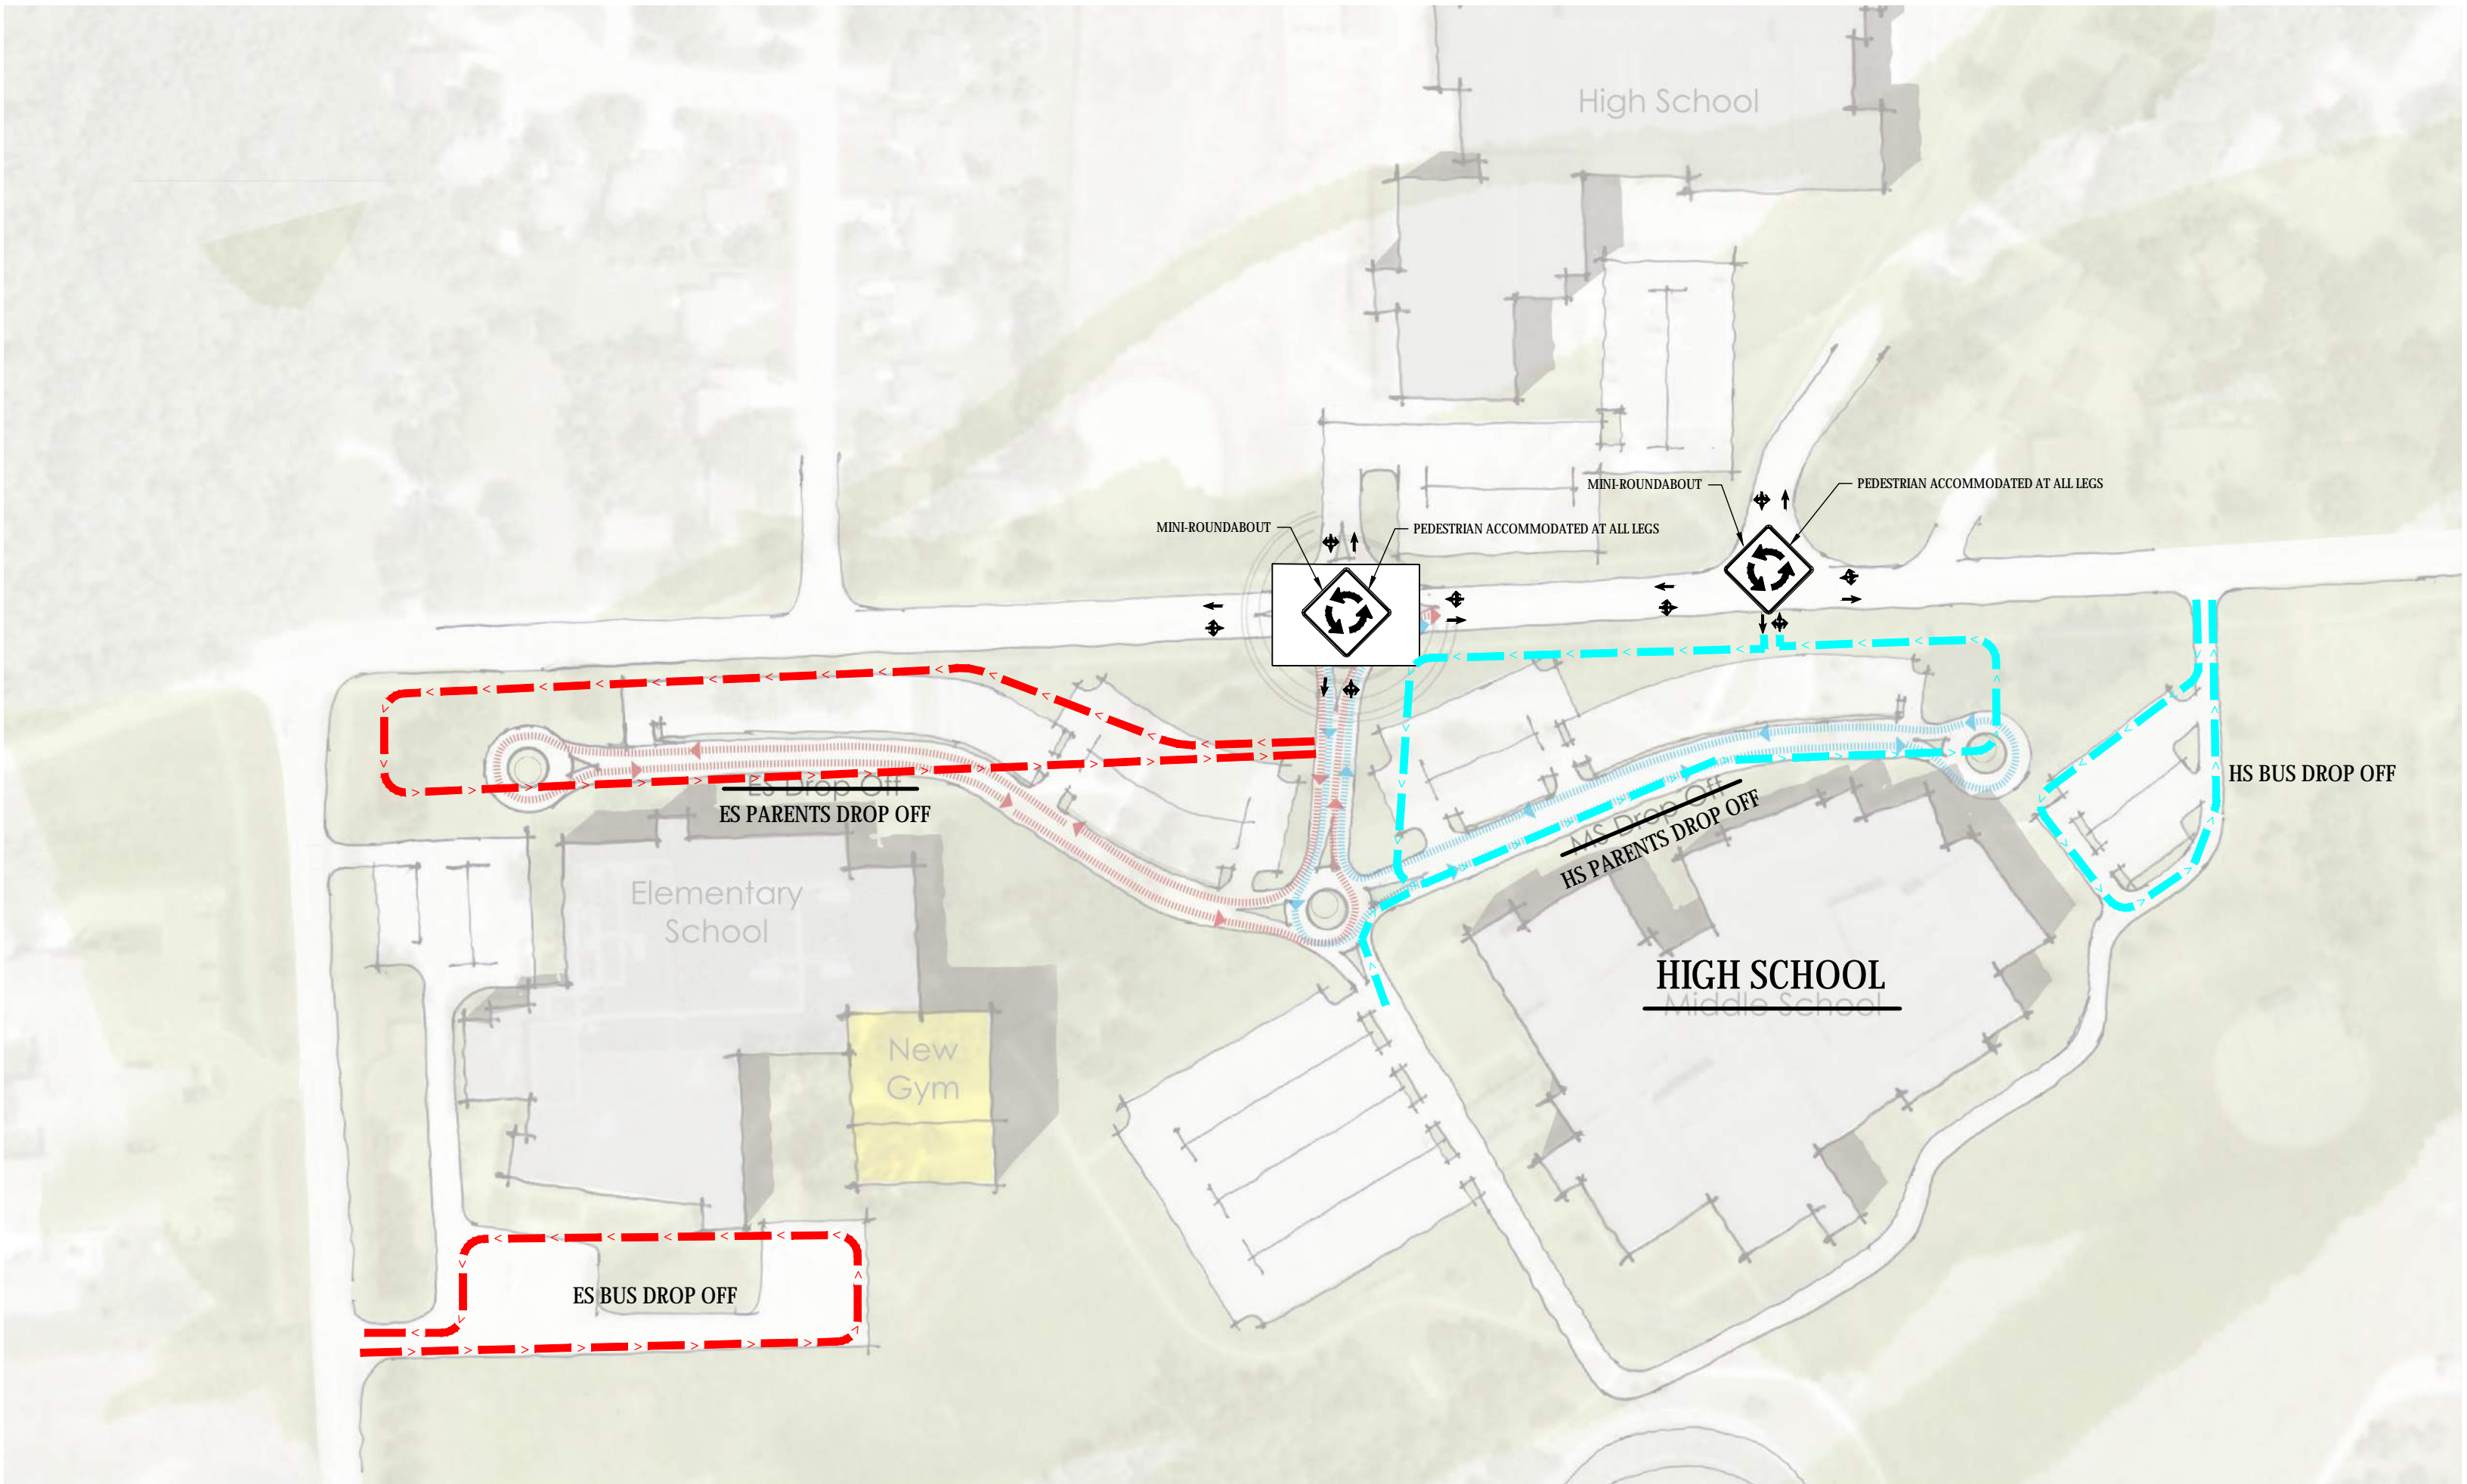 High School
MINI-ROUNDABOUT
PEDESTRIAN ACCOMMODATED AT ALL LEGS
MINI-ROUNDABOUT
PEDESTRIAN ACCOMMODATED AT ALL LEGS
ES Drop Off
ES PARENTS DROP OFF
MS Drop Off
HS PARENTS DROP OFF
HS BUS DROP OFF
Elementary
School
HIGH SCHOOL
Middle School
New
Gym
ES BUS DROP OFF